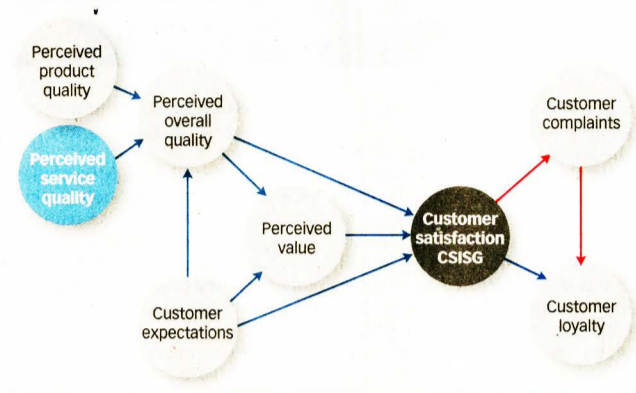 Perceived
product
quality
Perceived
service
quality
Perceived
overall
quality
Perceived
value
Customer
expectations
Customer
satisfaction
CSISG
Customer
complaints
Customer
loyalty